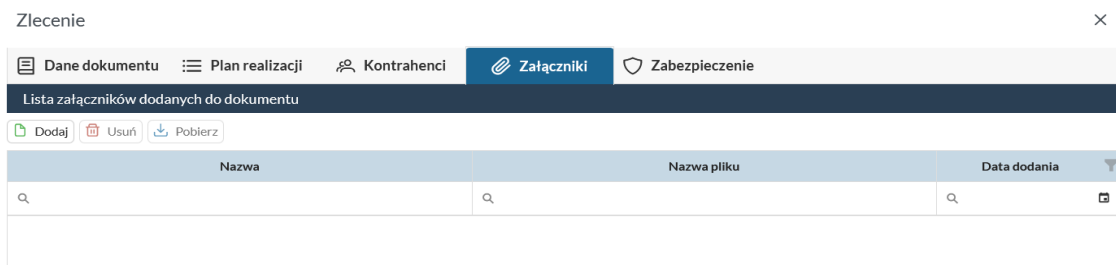 Zlecenie
Dane dokumentu Plan realizacji Kontrahenci Załączniki Zabezpieczenie
Lista załączników dodanych do dokumentu
Dodaj Usuń Pobierz
Nazwa Nazwa pliku Data dodania